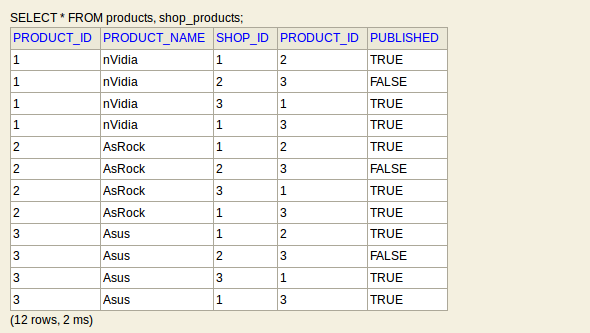 SELECT * FROM products, shop_products;
PRODUCT_ID PRODUCT_NAME SHOP_ID PRODUCT_ID PUBLISHED
1 nVidia 1 2 TRUE
1 nVidia 2 3 FALSE
1 nVidia 3 1 TRUE
1 nVidia 1 3 TRUE
2 AsRock 1 2 TRUE
2 AsRock 2 3 FALSE
2 AsRock 3 1 TRUE
2 AsRock 1 3 TRUE
3 Asus 1 2 TRUE
3 Asus 2 3 FALSE
3 Asus 3 1 TRUE
3 Asus 1 3 TRUE
(12 rows, 2 ms)